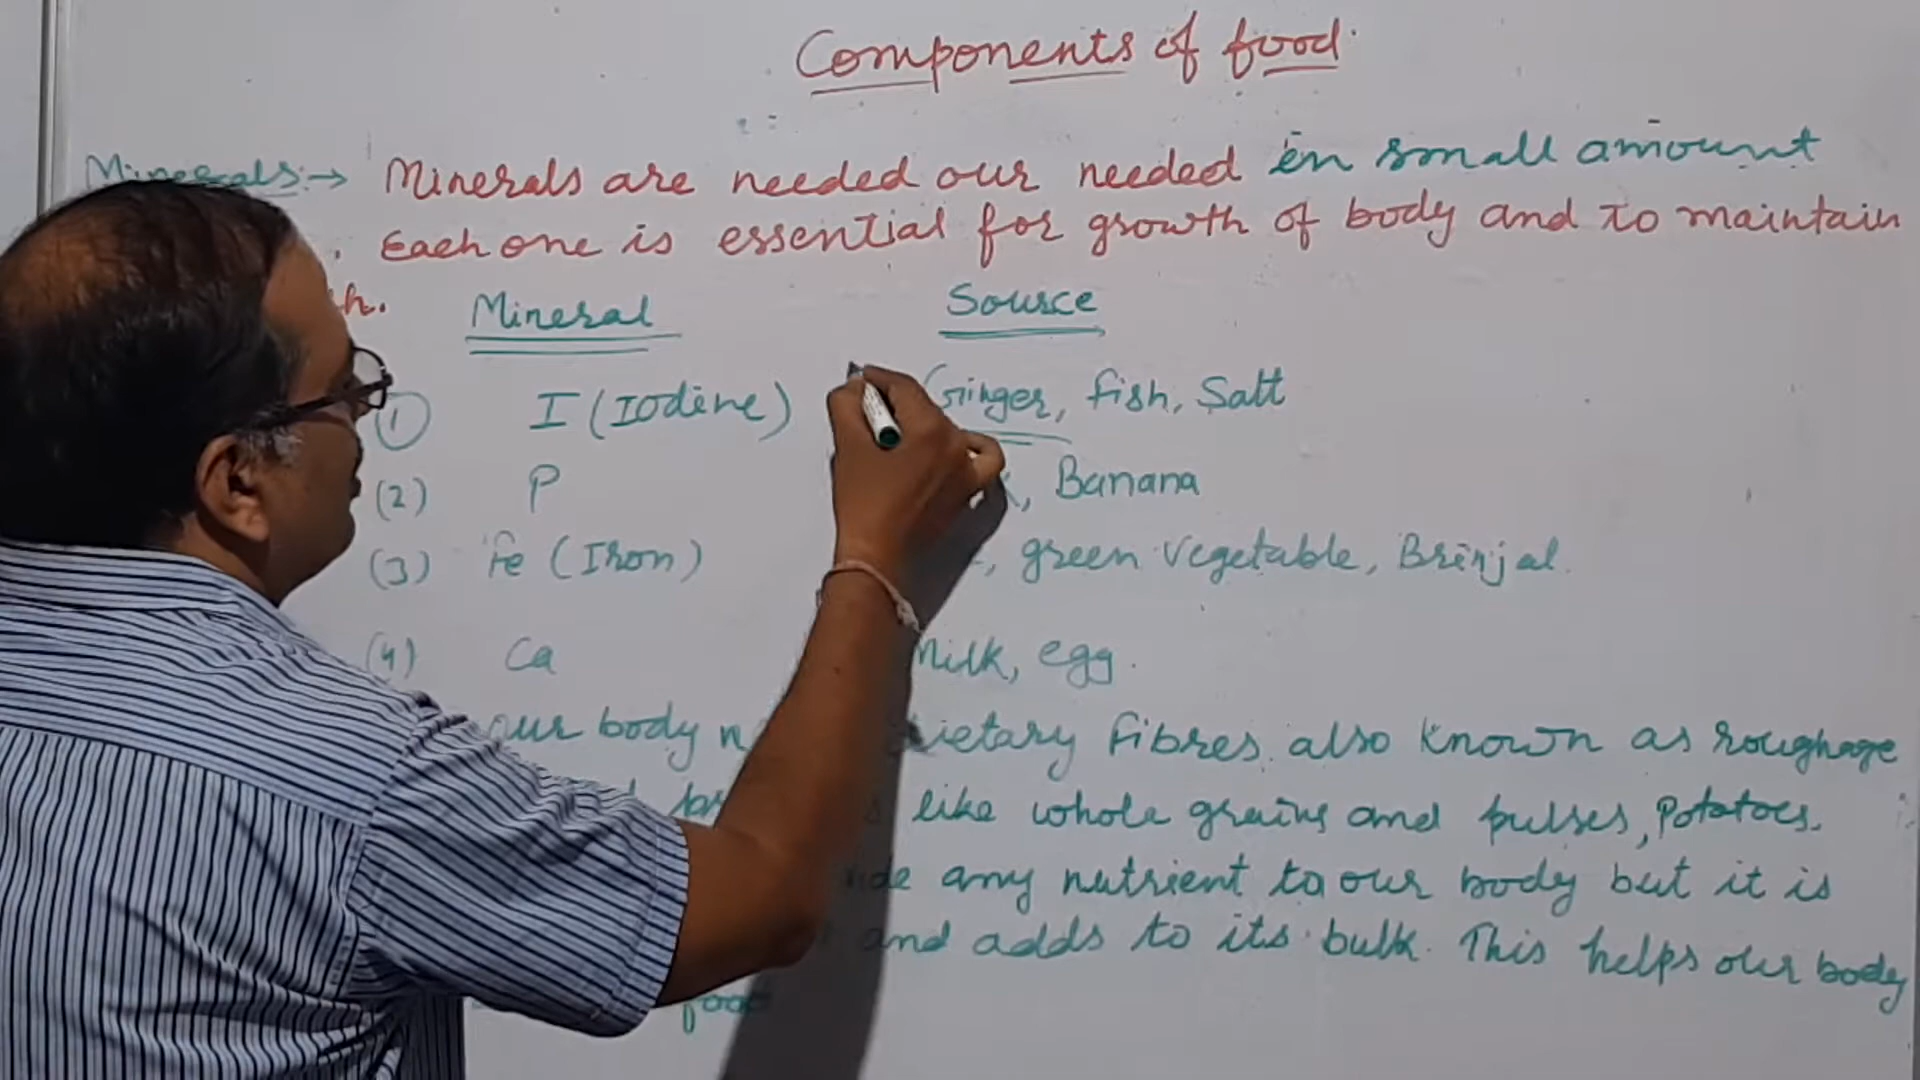 Components of food
Minerals:→ Minerals are needed our needed in small amount
Each one is essential for growth of body and to maintain
Mineral Source
(1) I (Iodine) Ginger, fish, Salt
(2) P , Banana
(3) Fe (Iron) , green vegetable, Brinjal.
(4) Ca Milk, egg.
our body dietary fibres also known as roughage
like whole grains and pulses, potatoes.
any nutrient to our body but it is
and adds to its bulk. This helps our body